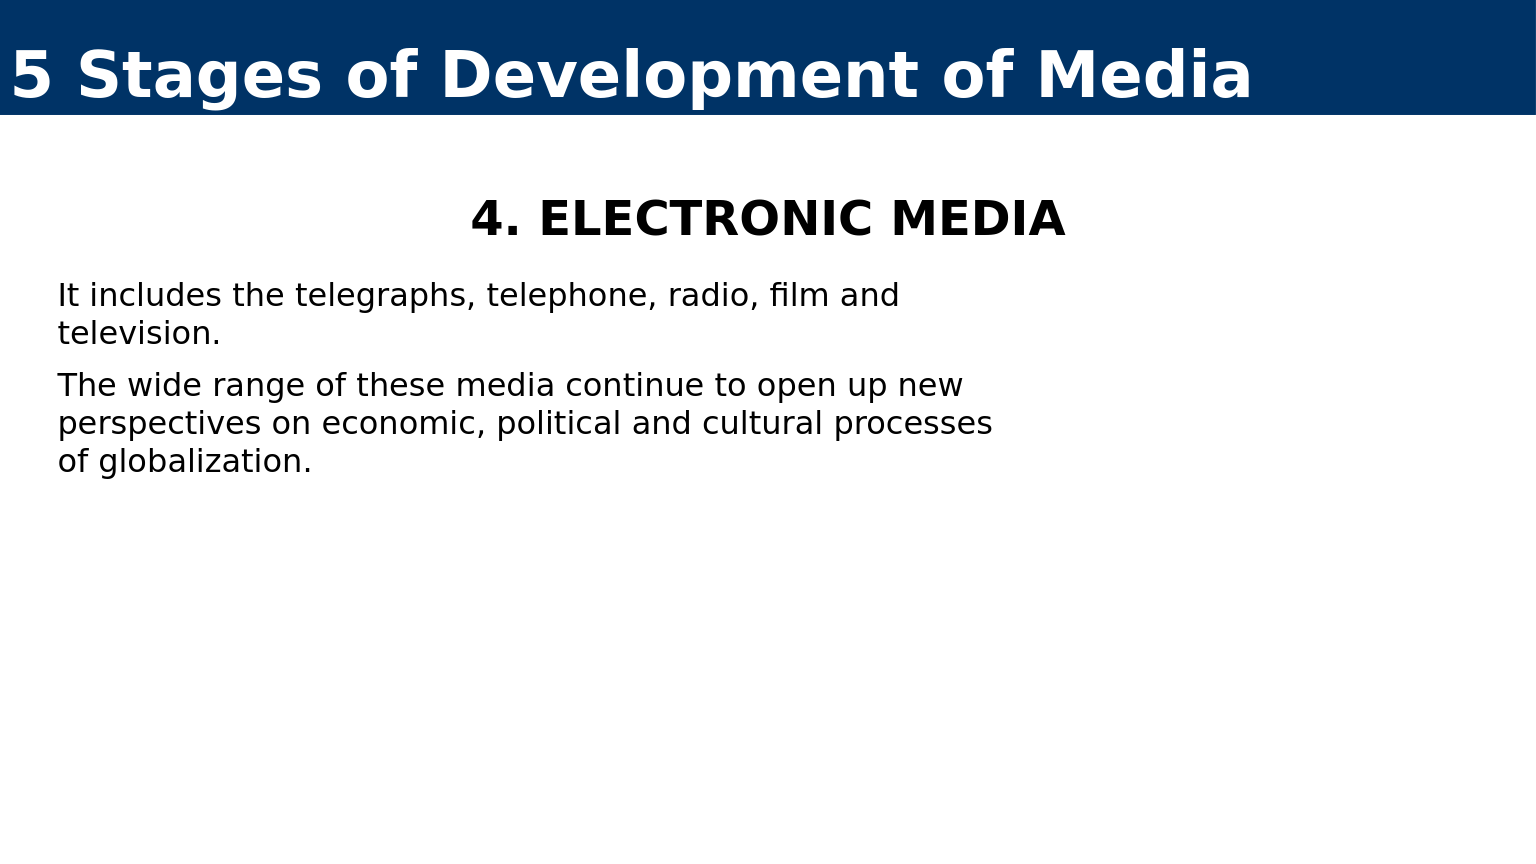 5 Stages of Development of Media
4. ELECTRONIC MEDIA
It includes the telegraphs, telephone, radio, film and
television.
The wide range of these media continue to open up new
perspectives on economic, political and cultural processes
of globalization.